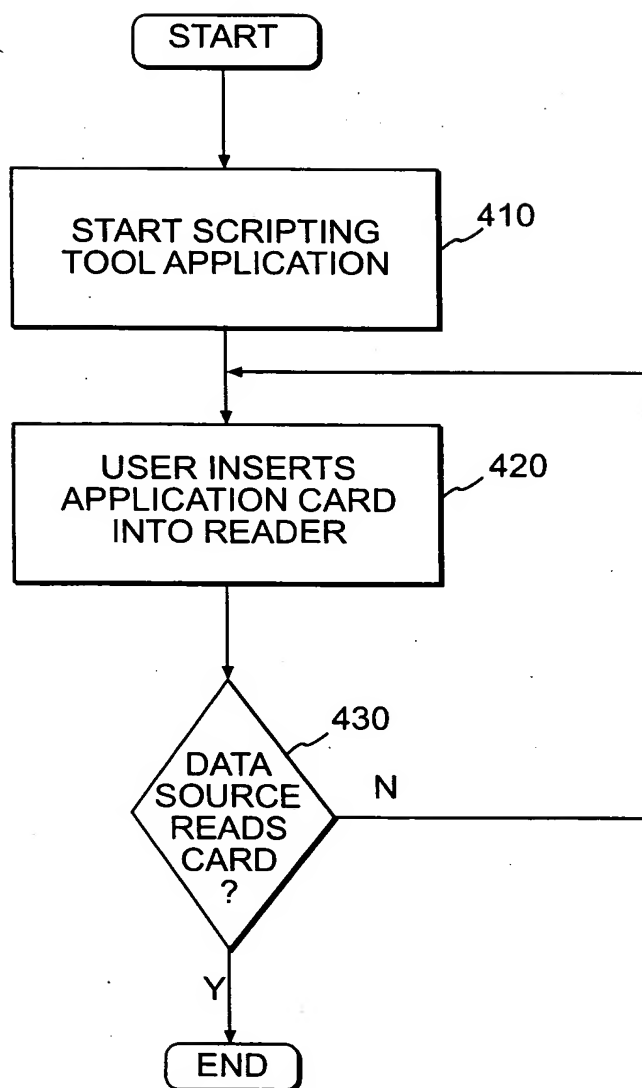 START
START SCRIPTING
TOOL APPLICATION
410
USER INSERTS
APPLICATION CARD
INTO READER
420
430
DATA
SOURCE
READS
CARD
?
N
Y
END